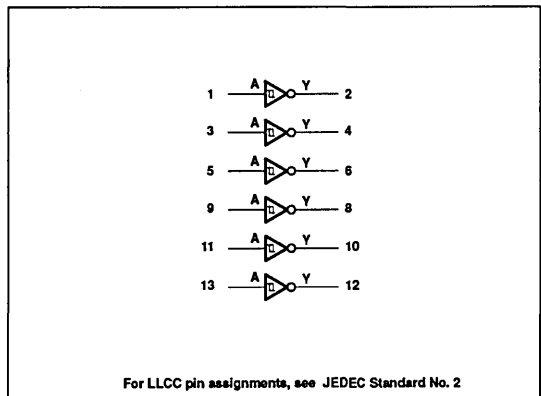 1 A Y 2
3 A Y 4
5 A Y 6
9 A Y 8
11 A Y 10
13 A Y 12
For LLCC pin assignments, see JEDEC Standard No. 2